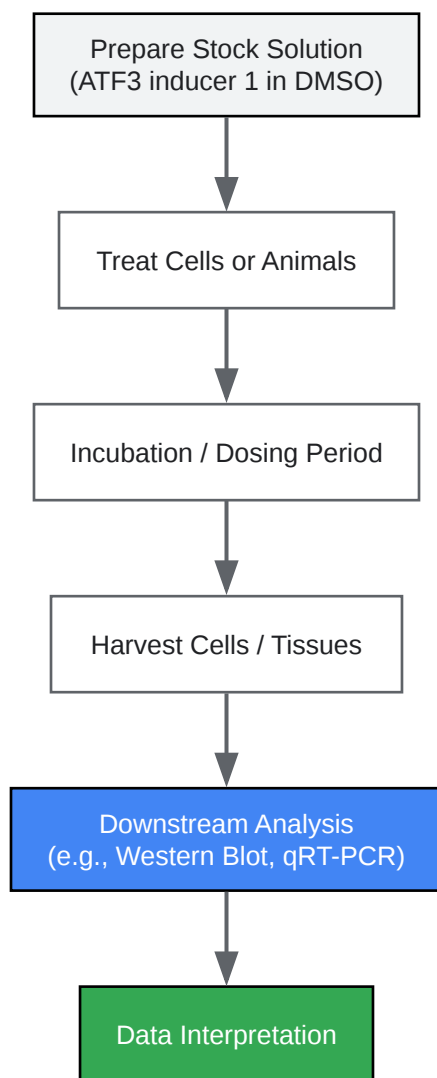 Prepare Stock Solution
(ATF3 inducer 1 in DMSO)
Treat Cells or Animals
Incubation / Dosing Period
Harvest Cells / Tissues
Downstream Analysis
(e.g., Western Blot, qRT-PCR)
Data Interpretation